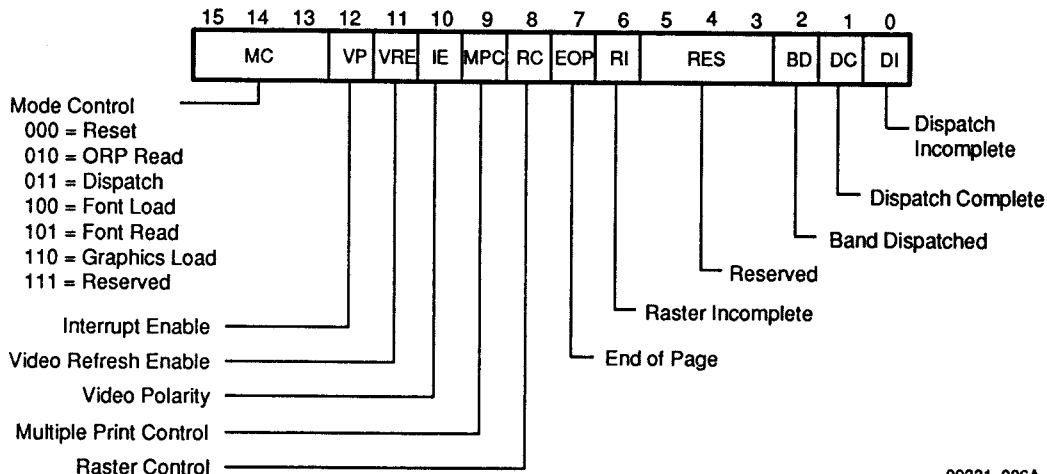 15 14 13 12 11 10 9 8 7 6 5 4 3 2 1 0
MC VP VRE IE MPC RC EOP RI RES BD DC DI
Mode Control
000 = Reset
010 = ORP Read
011 = Dispatch
100 = Font Load
101 = Font Read
110 = Graphics Load
111 = Reserved
Interrupt Enable
Video Refresh Enable
Video Polarity
Multiple Print Control
Raster Control
Dispatch
Incomplete
Dispatch Complete
Band Dispatched
Reserved
Raster Incomplete
End of Page